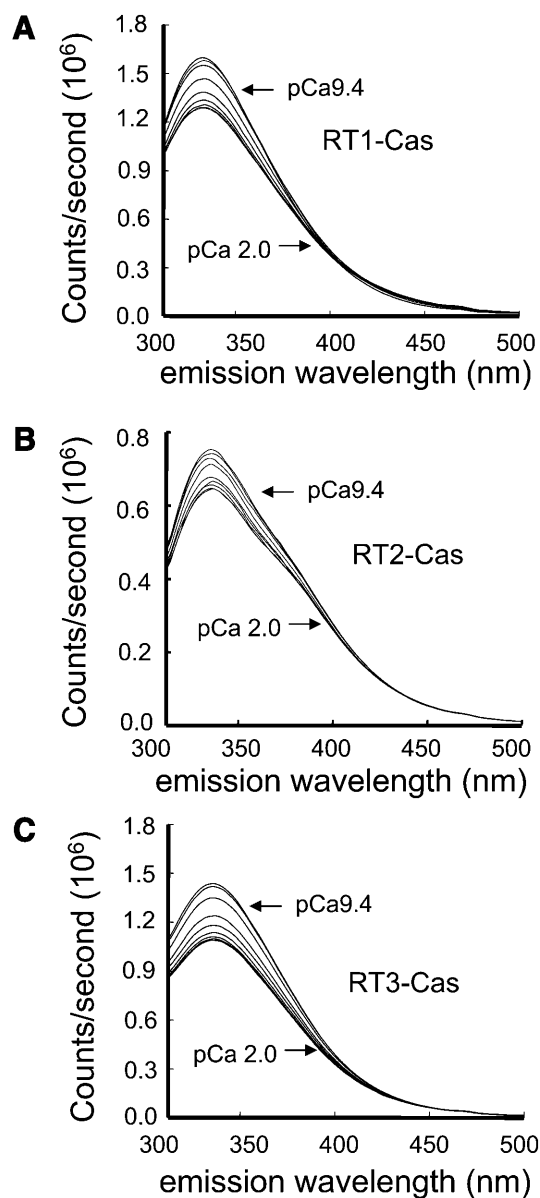 A
Counts/second (10⁶)
1.8
1.5
1.2
0.9
0.6
0.3
0.0
pCa9.4
RT1-Cas
pCa 2.0
300 350 400 450 500
emission wavelength (nm)
B
Counts/second (10⁶)
0.8
0.6
0.4
0.2
0.0
pCa9.4
RT2-Cas
pCa 2.0
300 350 400 450 500
emission wavelength (nm)
C
Counts/second (10⁶)
1.8
1.5
1.2
0.9
0.6
0.3
0.0
pCa9.4
RT3-Cas
pCa 2.0
300 350 400 450 500
emission wavelength (nm)